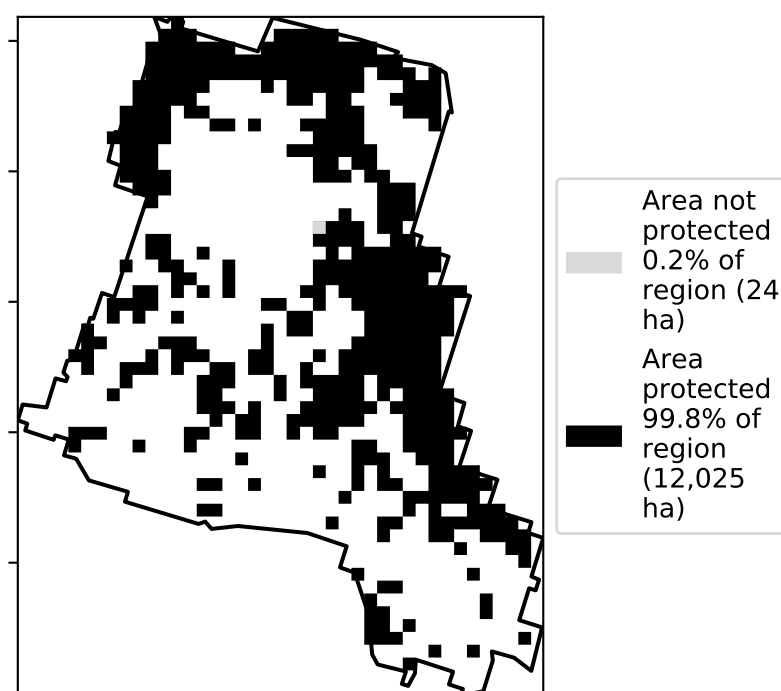 Area not
protected
0.2% of
region (24
ha)
Area
protected
99.8% of
region
(12,025
ha)